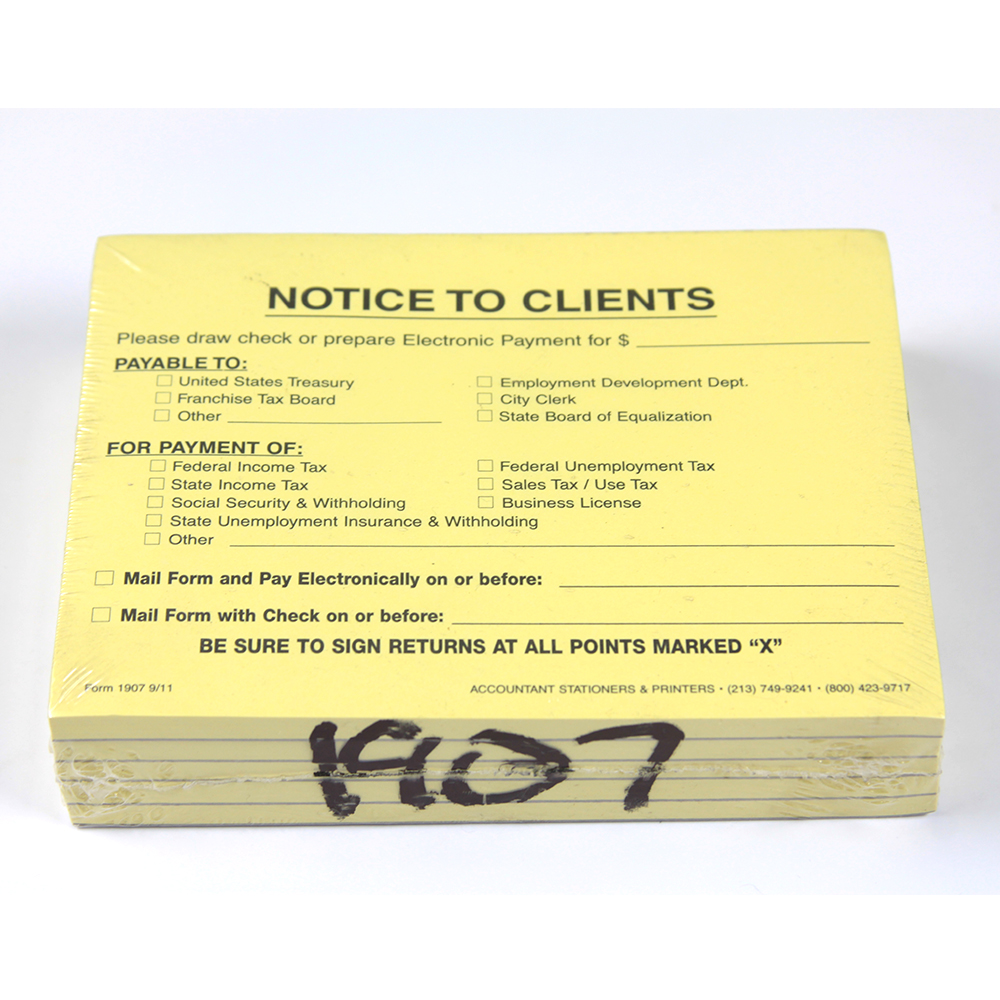 NOTICE TO CLIENTS
Please draw check or prepare Electronic Payment for $
PAYABLE TO:
United States Treasury
Franchise Tax Board
Other
Employment Development Dept.
City Clerk
State Board of Equalization
FOR PAYMENT OF:
Federal Income Tax
State Income Tax
Social Security & Withholding
State Unemployment Insurance & Withholding
Other
Federal Unemployment Tax
Sales Tax / Use Tax
Business License
Mail Form and Pay Electronically on or before:
Mail Form with Check on or before:
BE SURE TO SIGN RETURNS AT ALL POINTS MARKED “X”
Form 1907 9/11
ACCOUNTANT STATIONERS & PRINTERS • (213) 749-9241 • (800) 423-9717
1907